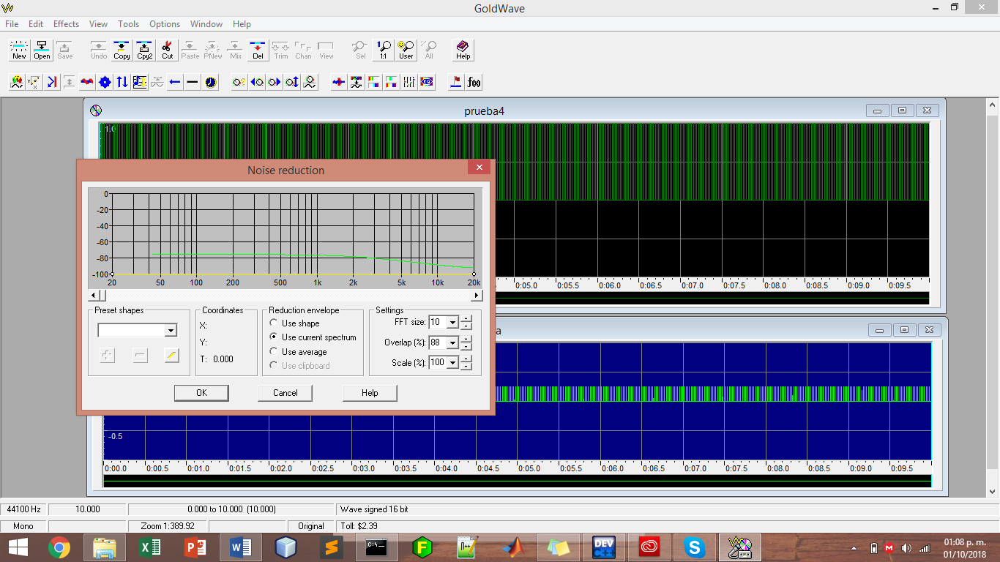 GoldWave
File Edit Effects View Tools Options Window Help
New Open Save Undo Copy Cpy2 Cut Paste PNew Mix Del Trim Chan View Sel 1:1 User All Help
f(x)
prueba4
1.0
0:05.0 0:05.5 0:06.0 0:06.5 0:07.0 0:07.5 0:08.0 0:08.5 0:09.0 0:09.5
Noise reduction
0
-20
-40
-60
-80
-100
20 50 100 200 500 1k 2k 5k 10k 20k
Preset shapes
Coordinates
X:
Y:
T: 0.000
Reduction envelope
Use shape
Use current spectrum
Use average
Use clipboard
Settings
FFT size: 10
Overlap (%): 88
Scale (%): 100
OK Cancel Help
a
-0.5
0:00.0 0:00.5 0:01.0 0:01.5 0:02.0 0:02.5 0:03.0 0:03.5 0:04.0 0:04.5 0:05.0 0:05.5 0:06.0 0:06.5 0:07.0 0:07.5 0:08.0 0:08.5 0:09.0 0:09.5
44100 Hz 10.000 0.000 to 10.000 (10.000) Wave signed 16 bit
Mono Zoom 1:389.92 Original Toll: $2.39
DEV C++
01:08 p. m.
01/10/2018